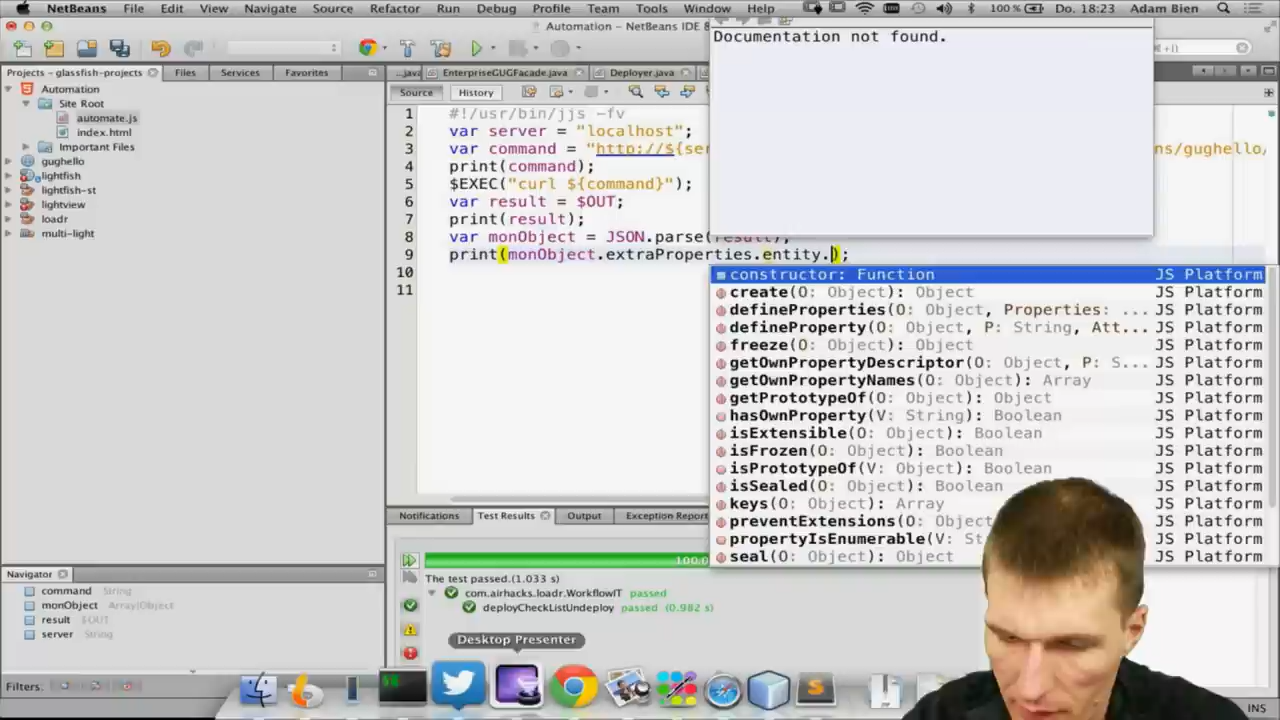 NetBeans File Edit View Navigate Source Refactor Run Debug Profile Team Tools Window Help 100 % Do. 18:23 Adam Bien
Automation - NetBeans IDE 8
Projects - glassfish-projects Files Services Favorites
...java EnterpriseGUGFacade.java Deployer.java
Source History
Documentation not found.
Automation
Site Root
automate.js
index.html
Important Files
gughello
lightfish
lightfish-st
lightview
loadr
multi-light
1 #!/usr/bin/jjs -fv
2 var server = "localhost";
3 var command = "http://${ser ns/gughello/
4 print(command);
5 $EXEC("curl ${command}");
6 var result = $OUT;
7 print(result);
8 var monObject = JSON.parse(result);
9 print(monObject.extraProperties.entity.);
10
11
constructor: Function JS Platform
create(O: Object): Object JS Platform
defineProperties(O: Object, Properties: ... JS Platform
defineProperty(O: Object, P: String, Att... JS Platform
freeze(O: Object): Object JS Platform
getOwnPropertyDescriptor(O: Object, P: S... JS Platform
getOwnPropertyNames(O: Object): Array JS Platform
getPrototypeOf(O: Object): Object JS Platform
hasOwnProperty(V: String): Boolean JS Platform
isExtensible(O: Object): Boolean JS Platform
isFrozen(O: Object): Boolean JS Platform
isPrototypeOf(V: Object): Boolean JS Platform
isSealed(O: Object): Boolean JS Platform
keys(O: Object): Array JS Platform
preventExtensions(O: Object JS Platform
propertyIsEnumerable(V: St JS Platform
seal(O: Object): Object JS Platform
Notifications Test Results Output Exception Report
100.0
The test passed.(1.033 s)
com.airhacks.loadr.WorkflowIT passed
deployCheckListUndeploy passed (0.982 s)
Navigator
command String
monObject Array|Object
result $OUT
server String
Desktop Presenter
Filters:
INS